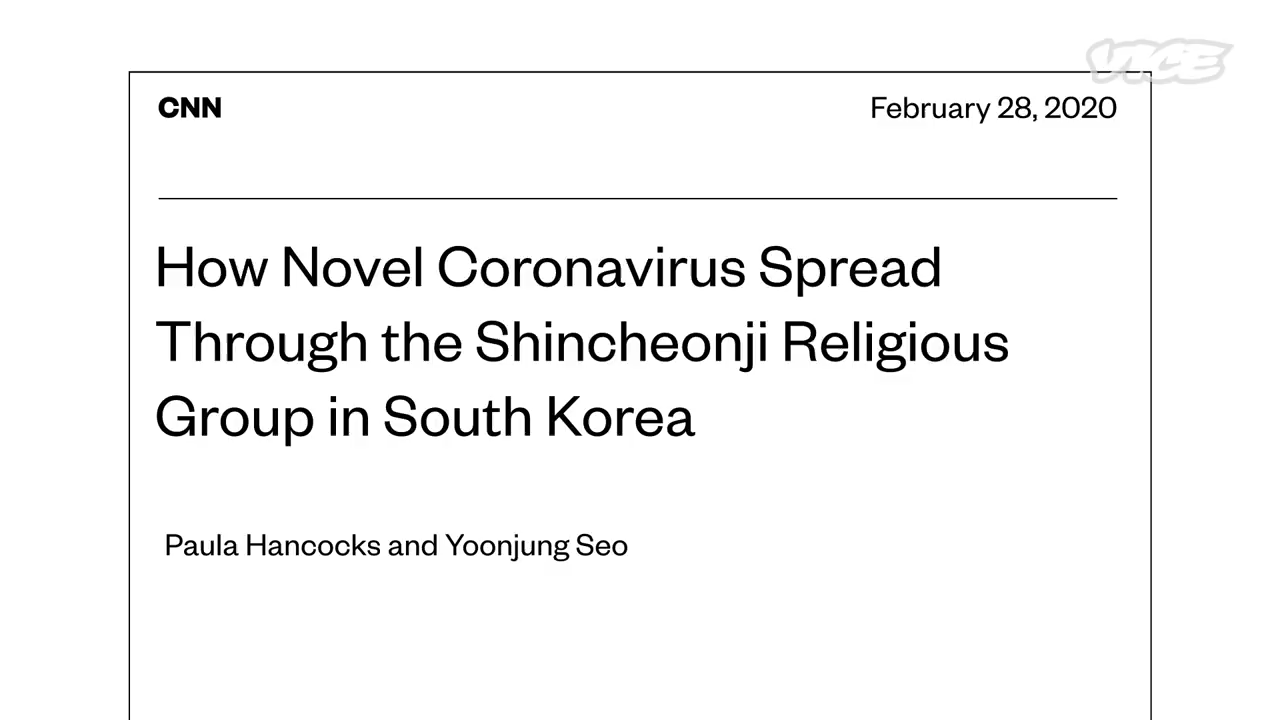 VICE
CNN
February 28, 2020
How Novel Coronavirus Spread
Through the Shincheonji Religious
Group in South Korea
Paula Hancocks and Yoonjung Seo